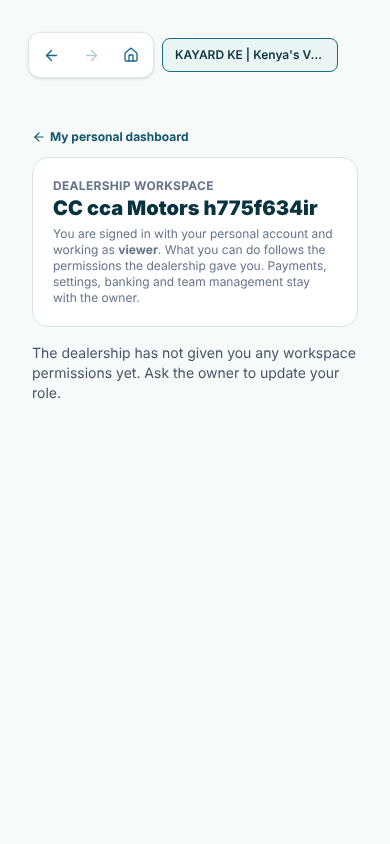 KAYARD KE | Kenya's V...
My personal dashboard
DEALERSHIP WORKSPACE
CC cca Motors h775f634ir
You are signed in with your personal account and
working as viewer. What you can do follows the
permissions the dealership gave you. Payments,
settings, banking and team management stay
with the owner.
The dealership has not given you any workspace
permissions yet. Ask the owner to update your
role.